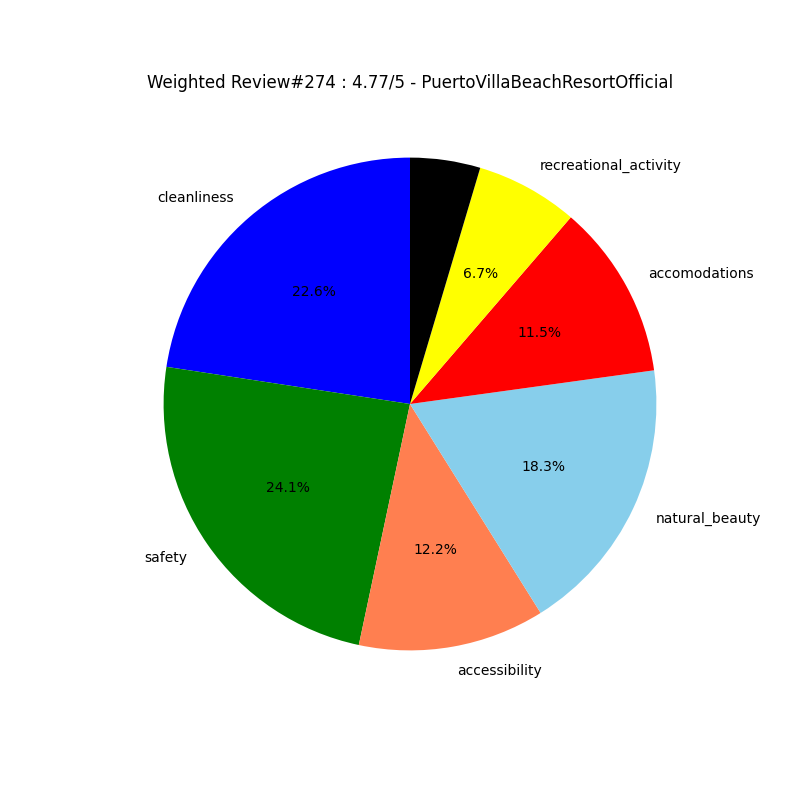 Weighted Review#274 : 4.77/5 - PuertoVillaBeachResortOfficial
recreational_activity
cleanliness
accomodations
6.7%
22.6%
11.5%
18.3%
24.1%
natural_beauty
12.2%
safety
accessibility